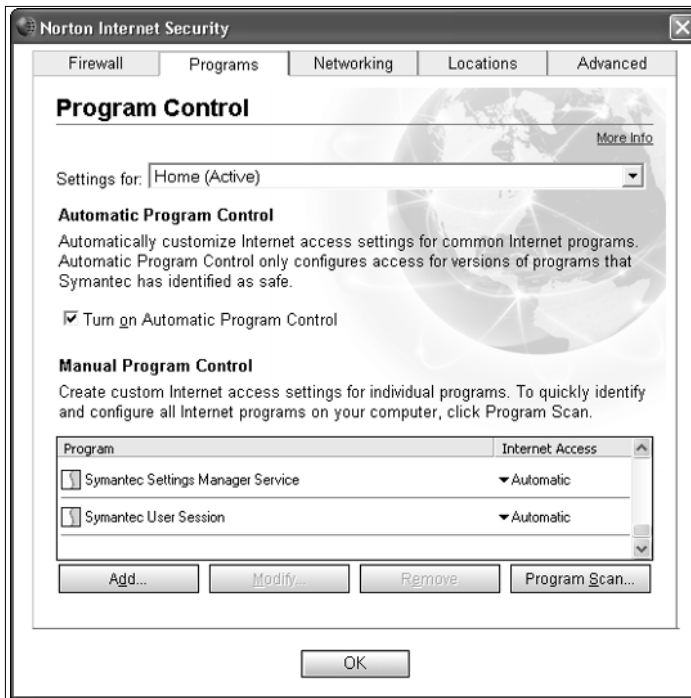 Norton Internet Security
Firewall
Programs
Networking
Locations
Advanced
Program Control
More Info
Settings for: Home (Active)
Automatic Program Control
Automatically customize Internet access settings for common Internet programs.
Automatic Program Control only configures access for versions of programs that
Symantec has identified as safe.
Turn on Automatic Program Control
Manual Program Control
Create custom Internet access settings for individual programs. To quickly identify
and configure all Internet programs on your computer, click Program Scan.
Program Internet Access
Symantec Settings Manager Service Automatic
Symantec User Session Automatic
Add... Modify... Remove Program Scan...
OK